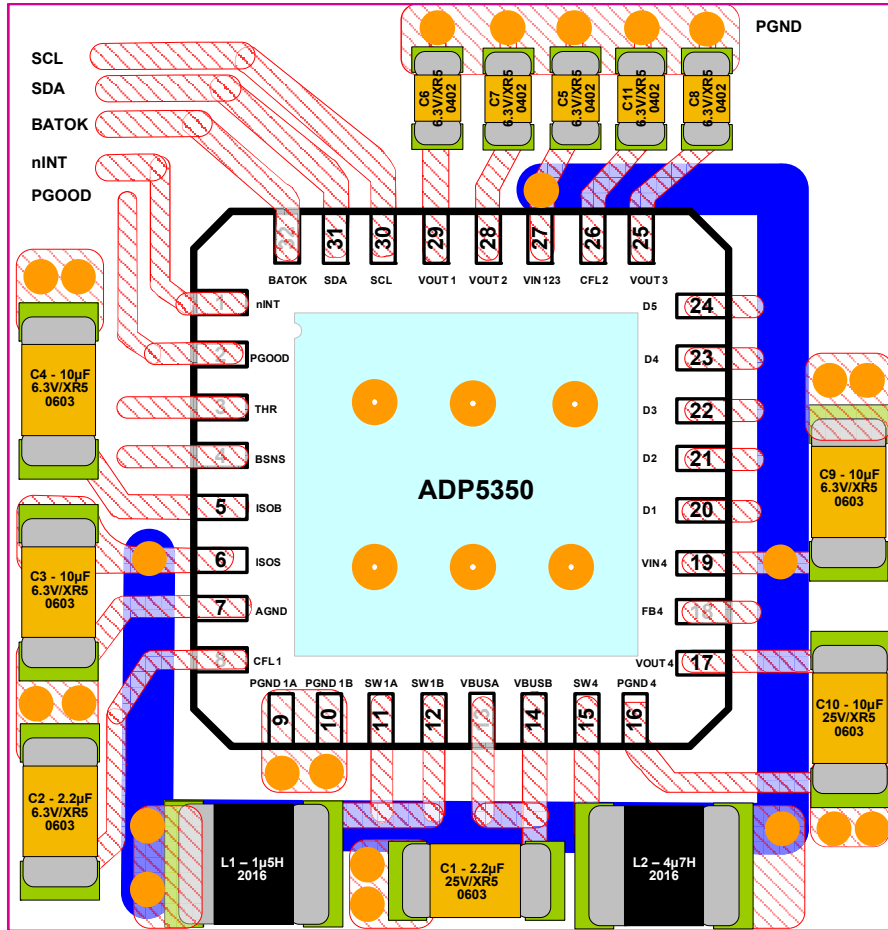 PGND
SCL
SDA
BATOK
nINT
PGOOD
C6
6.3V/XR5
0402
C7
6.3V/XR5
0402
C5
6.3V/XR5
0402
C11
6.3V/XR5
0402
C8
6.3V/XR5
0402
32
31
30
29
28
27
26
25
BATOK
SDA
SCL
VOUT 1
VOUT 2
VIN 123
CFL 2
VOUT 3
1
nINT
2
PGOOD
3
THR
4
BSNS
5
ISOB
6
ISOS
7
AGND
8
CFL 1
D5
24
D4
23
D3
22
D2
21
D1
20
VIN 4
19
FB 4
18
VOUT 4
17
ADP5350
C4 - 10µF
6.3V/XR5
0603
C3 - 10µF
6.3V/XR5
0603
C2 - 2.2µF
6.3V/XR5
0603
C9 - 10µF
6.3V/XR5
0603
C10 - 10µF
25V/XR5
0603
PGND 1A
PGND 1B
SW1A
SW1B
VBUSA
VBUSB
SW 4
PGND 4
9
10
11
12
13
14
15
16
L1 – 1µ5H
2016
C1 - 2.2µF
25V/XR5
0603
L2 – 4µ7H
2016